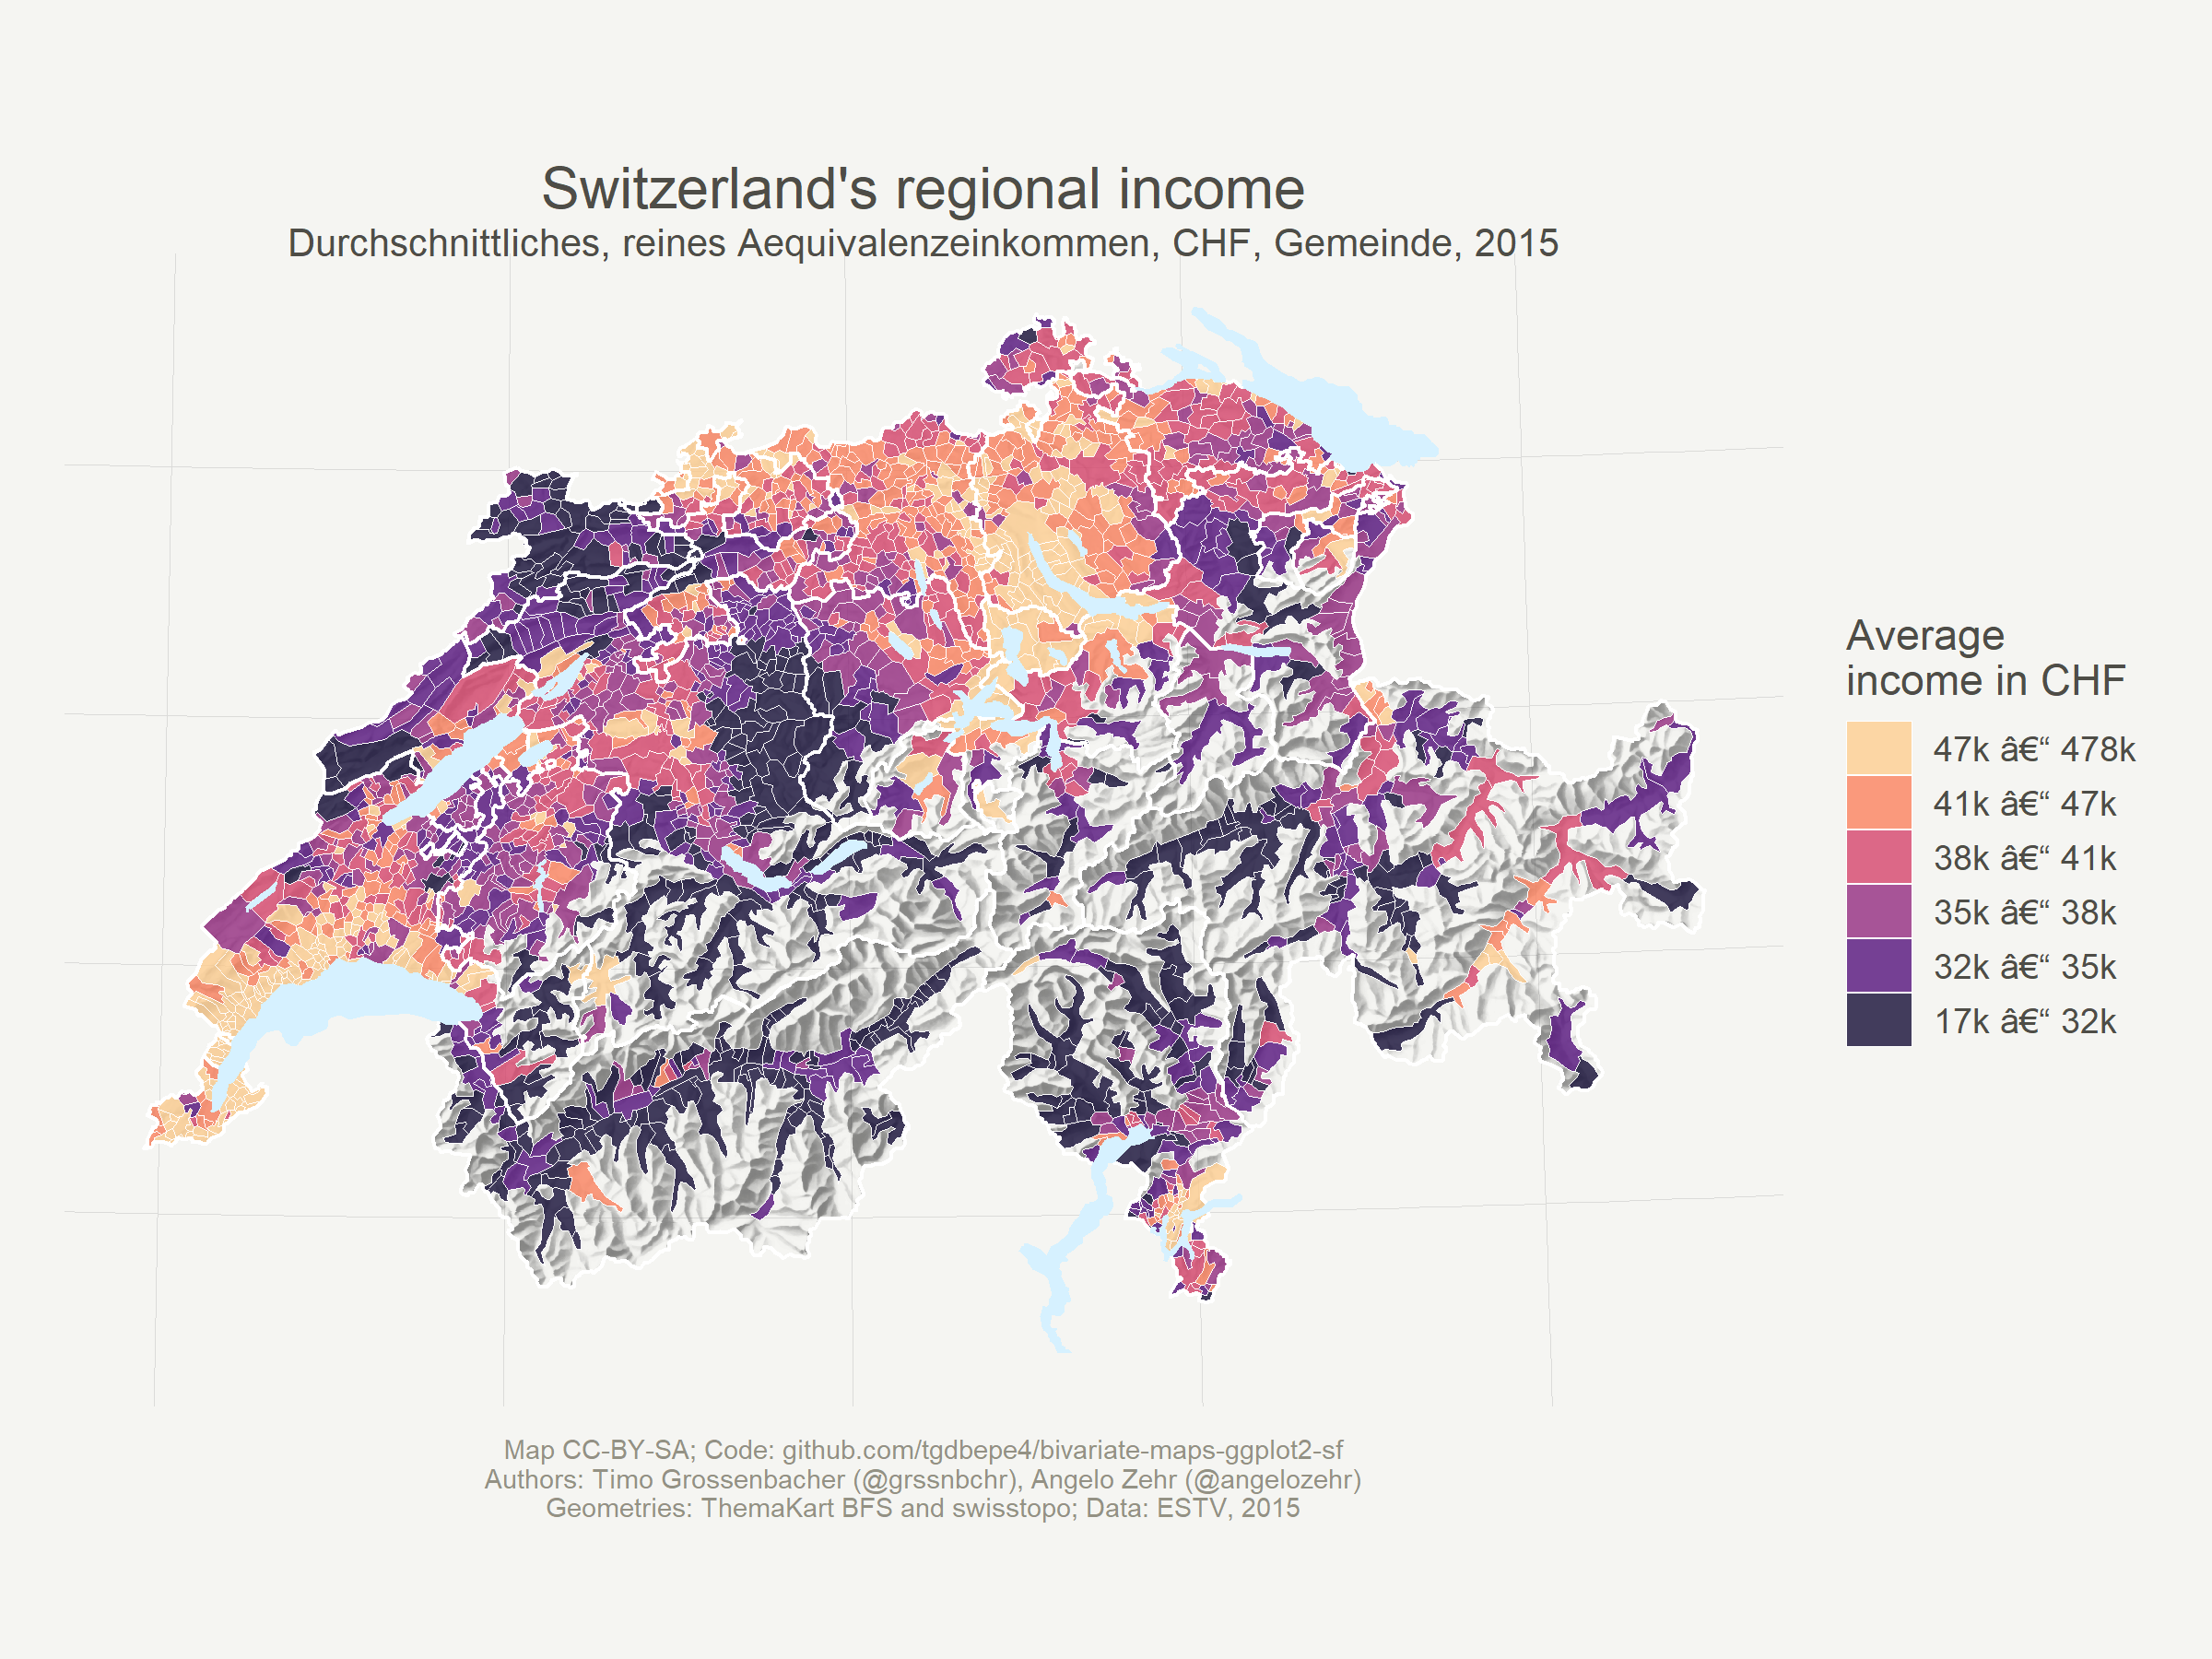 Switzerland's regional income
Durchschnittliches, reines Aequivalenzeinkommen, CHF, Gemeinde, 2015
Average
income in CHF
47k â€“ 478k
41k â€“ 47k
38k â€“ 41k
35k â€“ 38k
32k â€“ 35k
17k â€“ 32k
Map CC-BY-SA; Code: github.com/tgdbepe4/bivariate-maps-ggplot2-sf
Authors: Timo Grossenbacher (@grssnbchr), Angelo Zehr (@angelozehr)
Geometries: ThemaKart BFS and swisstopo; Data: ESTV, 2015